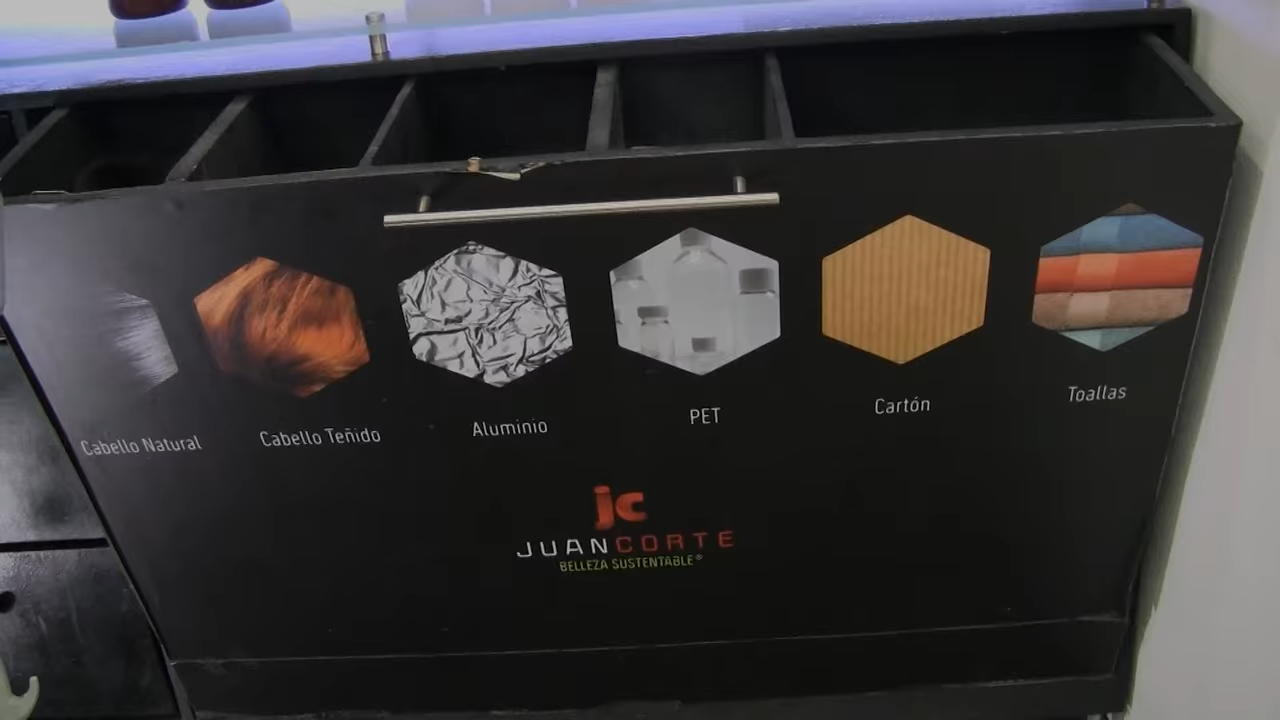 Cabello Natural
Cabello Teñido
Aluminio
PET
Cartón
Toallas
jc
JUANCORTE
BELLEZA SUSTENTABLE®